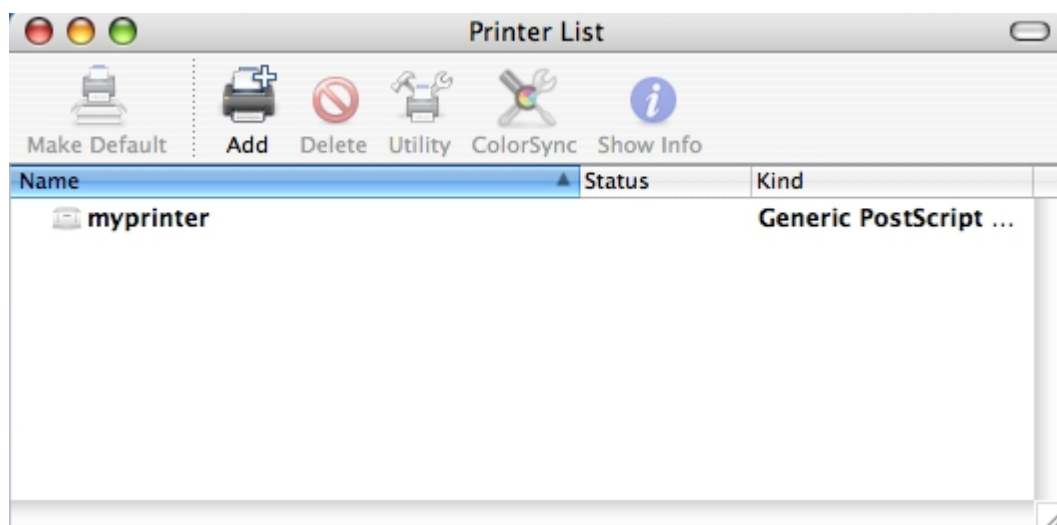 Printer List
Make Default Add Delete Utility ColorSync Show Info
Name Status Kind
myprinter Generic PostScript ...